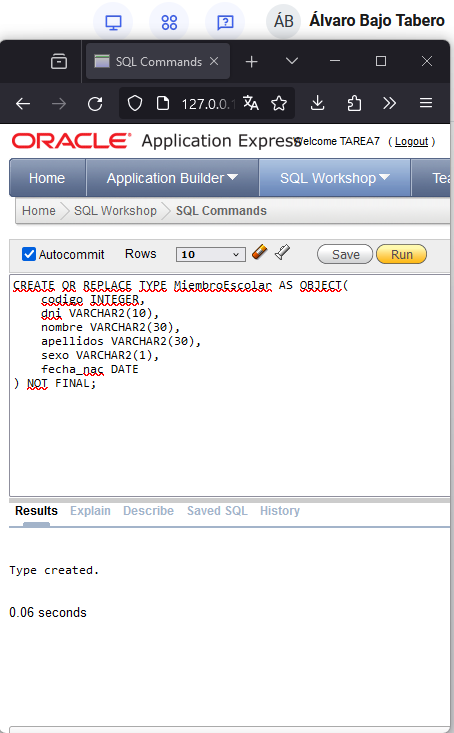 ÁB Álvaro Bajo Tabero
SQL Commands
127.0.0.1
ORACLE Application Express Welcome TAREA7 ( Logout )
Home Application Builder SQL Workshop
Home SQL Workshop SQL Commands
Autocommit Rows 10 Save Run
CREATE OR REPLACE TYPE MiembroEscolar AS OBJECT(
codigo INTEGER,
dni VARCHAR2(10),
nombre VARCHAR2(30),
apellidos VARCHAR2(30),
sexo VARCHAR2(1),
fecha_nac DATE
) NOT FINAL;
Results Explain Describe Saved SQL History
Type created.
0.06 seconds